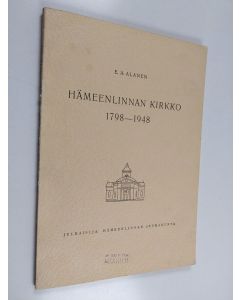 E. A. ALANEN
HÄMEENLINNAN KIRKKO
1798—1948
JULKAISIJA HÄMEENLINNAN SEURAKUNTA